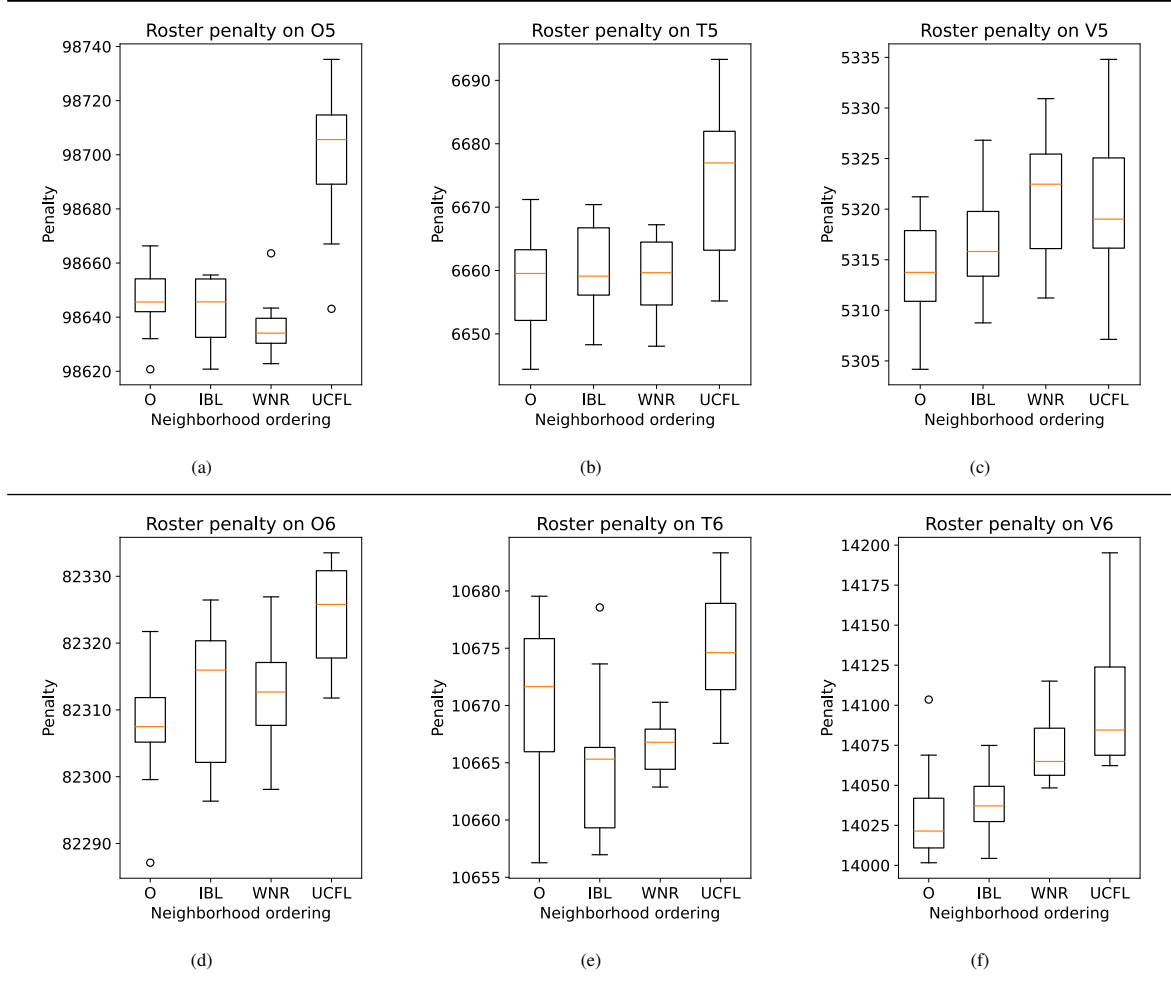 Roster penalty on O5
98740
98720
98700
98680
98660
98640
98620
Penalty
O IBL WNR UCFL
Neighborhood ordering
(a)
Roster penalty on T5
6690
6680
6670
6660
6650
Penalty
O IBL WNR UCFL
Neighborhood ordering
(b)
Roster penalty on V5
5335
5330
5325
5320
5315
5310
5305
Penalty
O IBL WNR UCFL
Neighborhood ordering
(c)
Roster penalty on O6
82330
82320
82310
82300
82290
Penalty
O IBL WNR UCFL
Neighborhood ordering
(d)
Roster penalty on T6
10680
10675
10670
10665
10660
10655
Penalty
O IBL WNR UCFL
Neighborhood ordering
(e)
Roster penalty on V6
14200
14175
14150
14125
14100
14075
14050
14025
14000
Penalty
O IBL WNR UCFL
Neighborhood ordering
(f)